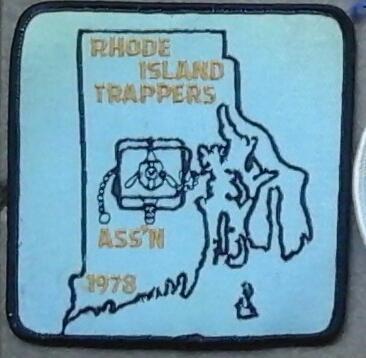 RHODE
ISLAND
TRAPPERS
ASS'N
1978